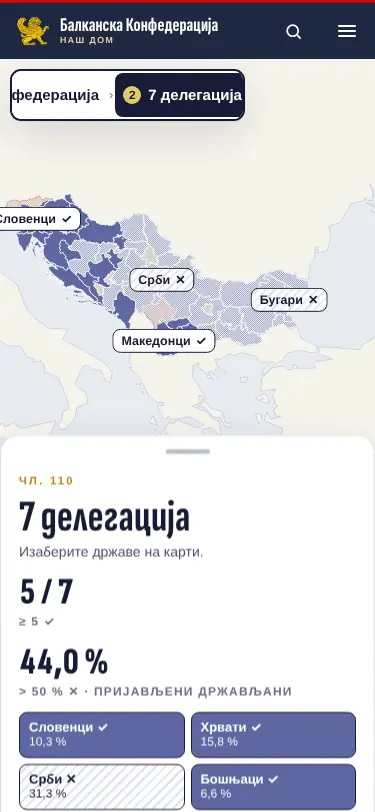 Балканска Конфедерација
НАШ ДОМ
федерација › 2 7 делегација
Словенци ✓
Срби ✕
Бугари ✕
Македонци ✓
ЧЛ. 110
7 делегација
Изаберите државе на карти.
5 / 7
≥ 5 ✓
44,0 %
> 50 % ✕ · ПРИЈАВЉЕНИ ДРЖАВЉАНИ
Словенци ✓
10,3 %
Хрвати ✓
15,8 %
Срби ✕
31,3 %
Бошњаци ✓
6,6 %